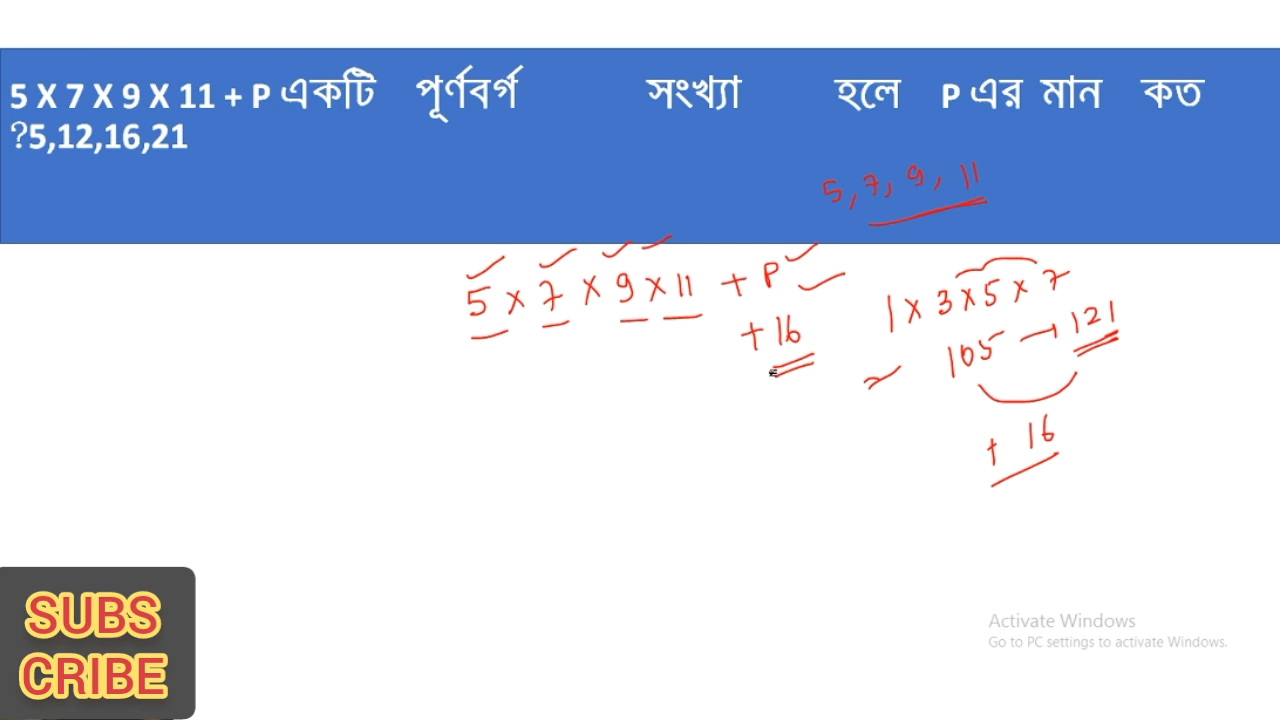 5 X 7 X 9 X 11 + P একটি পূর্ণবর্গ সংখ্যা হলে P এর মান কত
?5,12,16,21
5, 7, 9, 11
5 x 7 x 9 x 11 + P
+ 16
1 x 3 x 5 x 7
105 → 121
+ 16
SUBS
CRIBE
Activate Windows
Go to PC settings to activate Windows.